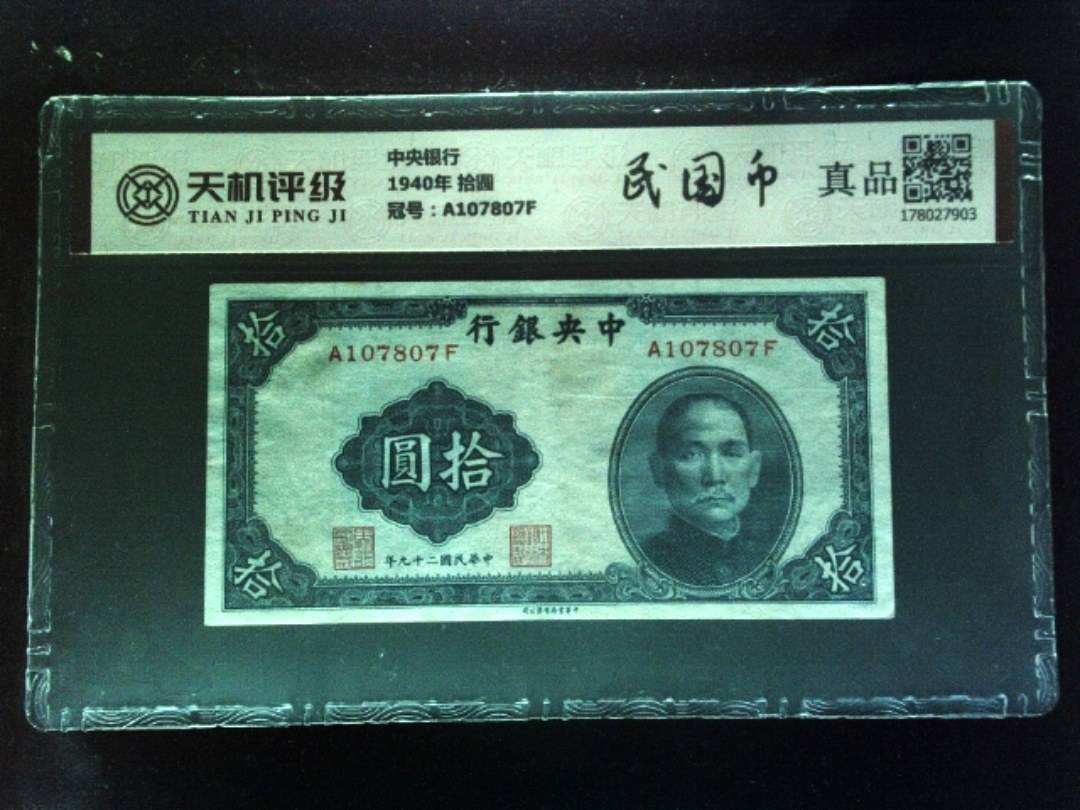 天机评级
TIAN JI PING JI
中央银行
1940年 拾圆
冠号：A107807F
民国币
真品
178027903
行銀央中
A107807F
A107807F
拾
拾
圓拾
年九十二國民華中
拾
拾